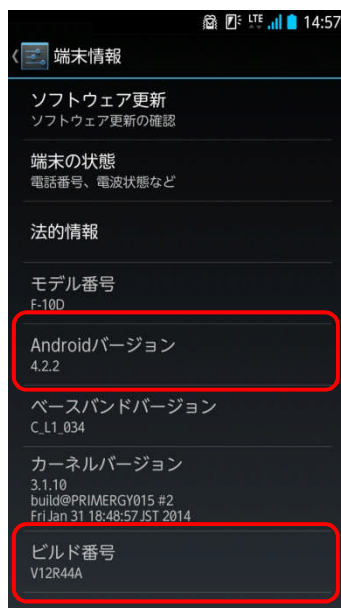 LTE 14:57
端末情報
ソフトウェア更新
ソフトウェア更新の確認
端末の状態
電話番号、電波状態など
法的情報
モデル番号
F-10D
Androidバージョン
4.2.2
ベースバンドバージョン
C_L1_034
カーネルバージョン
3.1.10
build@PRIMERGY015 #2
Fri Jan 31 18:48:57 JST 2014
ビルド番号
V12R44A